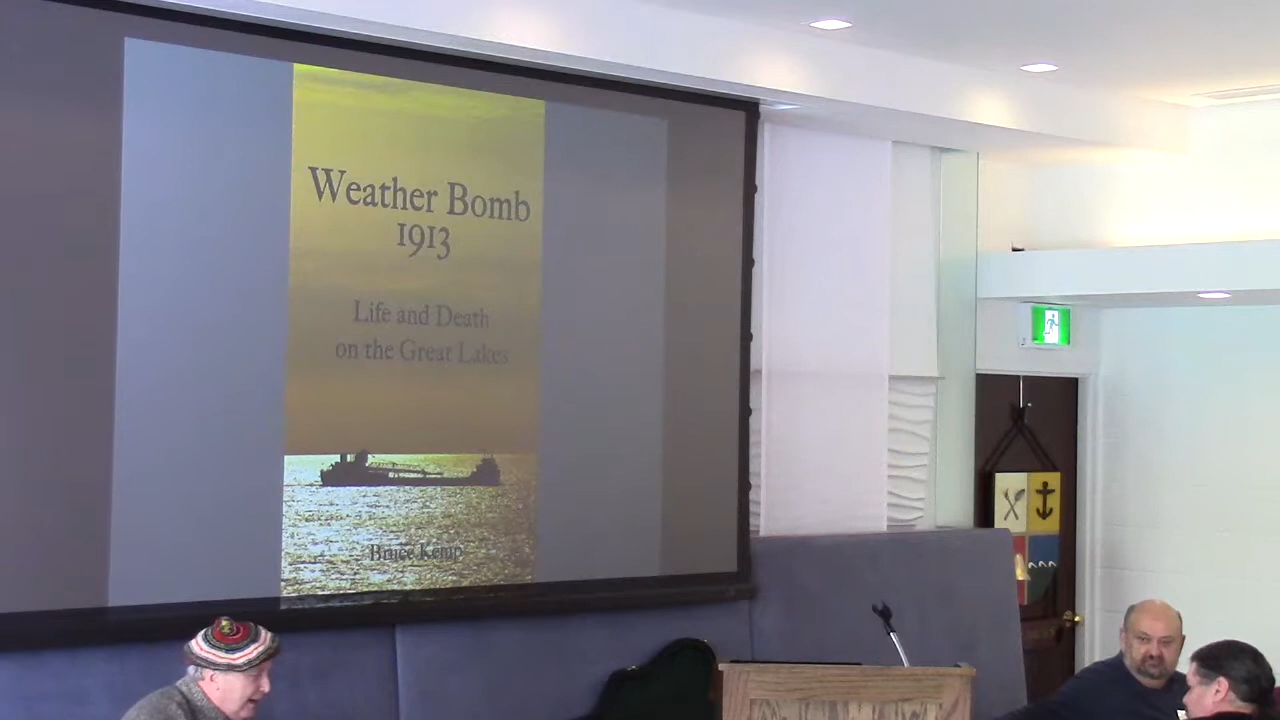 Weather Bomb
1913
Life and Death
on the Great Lakes
Bruce Kemp